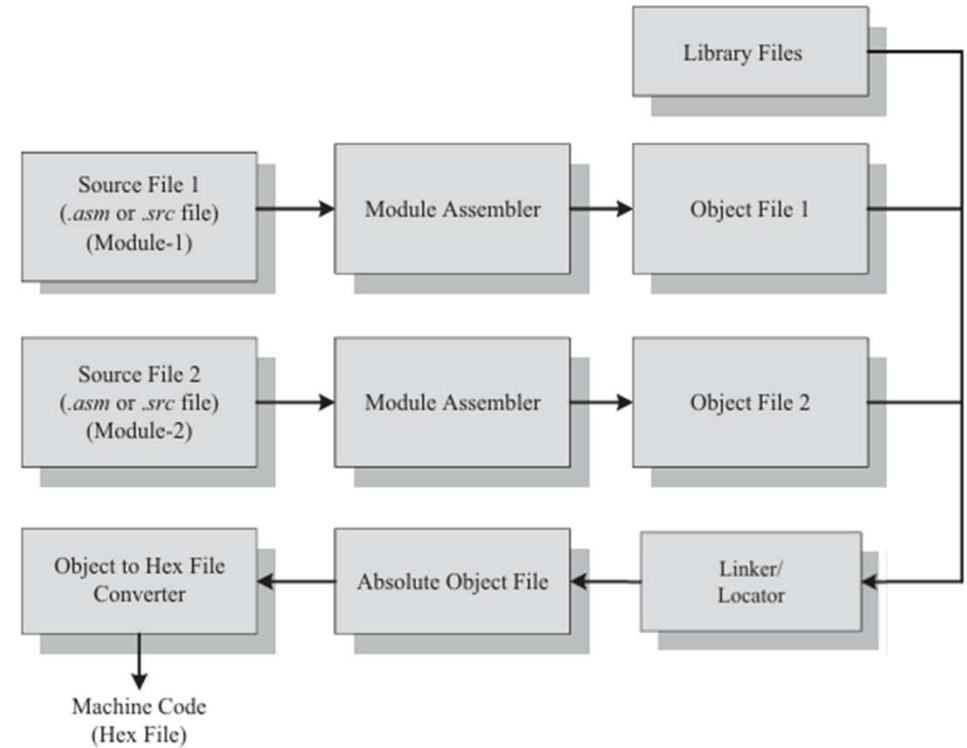 Library Files
Source File 1
(.asm or .src file)
(Module-1)
Module Assembler
Object File 1
Source File 2
(.asm or .src file)
(Module-2)
Module Assembler
Object File 2
Object to Hex File
Converter
Absolute Object File
Linker/
Locator
Machine Code
(Hex File)